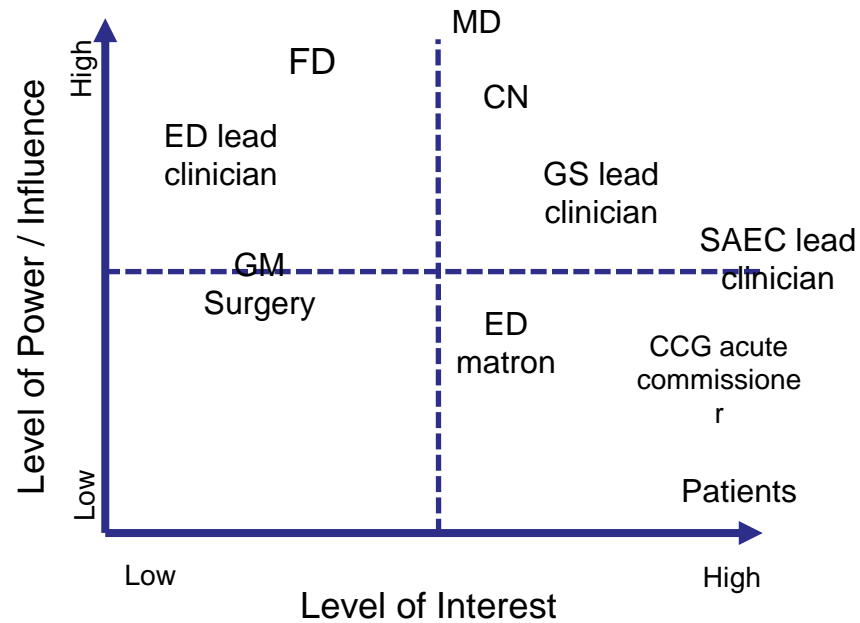 MD
High
FD
CN
ED lead
clinician
GS lead
clinician
Level of Power / Influence
SAEC lead
clinician
GM
Surgery
ED
matron
CCG acute
commissione
r
Low
Patients
Low
High
Level of Interest